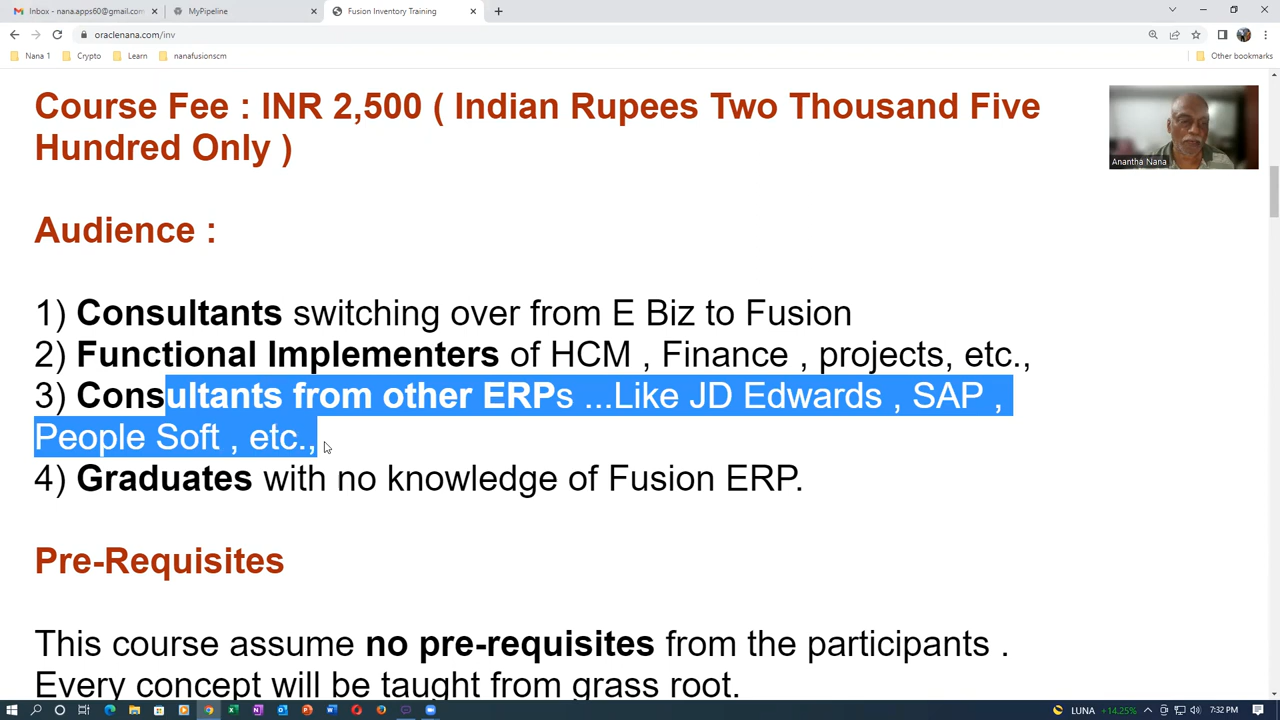 Inbox - nana.apps60@gmail.com
MyPipeline
Fusion Inventory Training
oraclenana.com/inv
Nana 1
Crypto
Learn
nanafusionscm
Other bookmarks
Course Fee : INR 2,500 ( Indian Rupees Two Thousand Five
Hundred Only )
Anantha Nana
Audience :
1) Consultants switching over from E Biz to Fusion
2) Functional Implementers of HCM , Finance , projects, etc.,
3) Consultants from other ERPs ...Like JD Edwards , SAP ,
People Soft , etc.,
4) Graduates with no knowledge of Fusion ERP.
Pre-Requisites
This course assume no pre-requisites from the participants .
Every concept will be taught from grass root.
LUNA +14.25%
7:32 PM